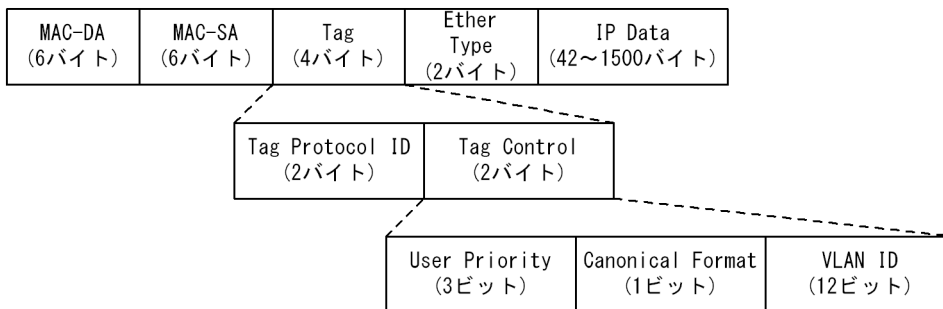 MAC-DA
(6バイト)
MAC-SA
(6バイト)
Tag
(4バイト)
Ether
Type
(2バイト)
IP Data
(42～1500バイト)
Tag Protocol ID
(2バイト)
Tag Control
(2バイト)
User Priority
(3ビット)
Canonical Format
(1ビット)
VLAN ID
(12ビット)